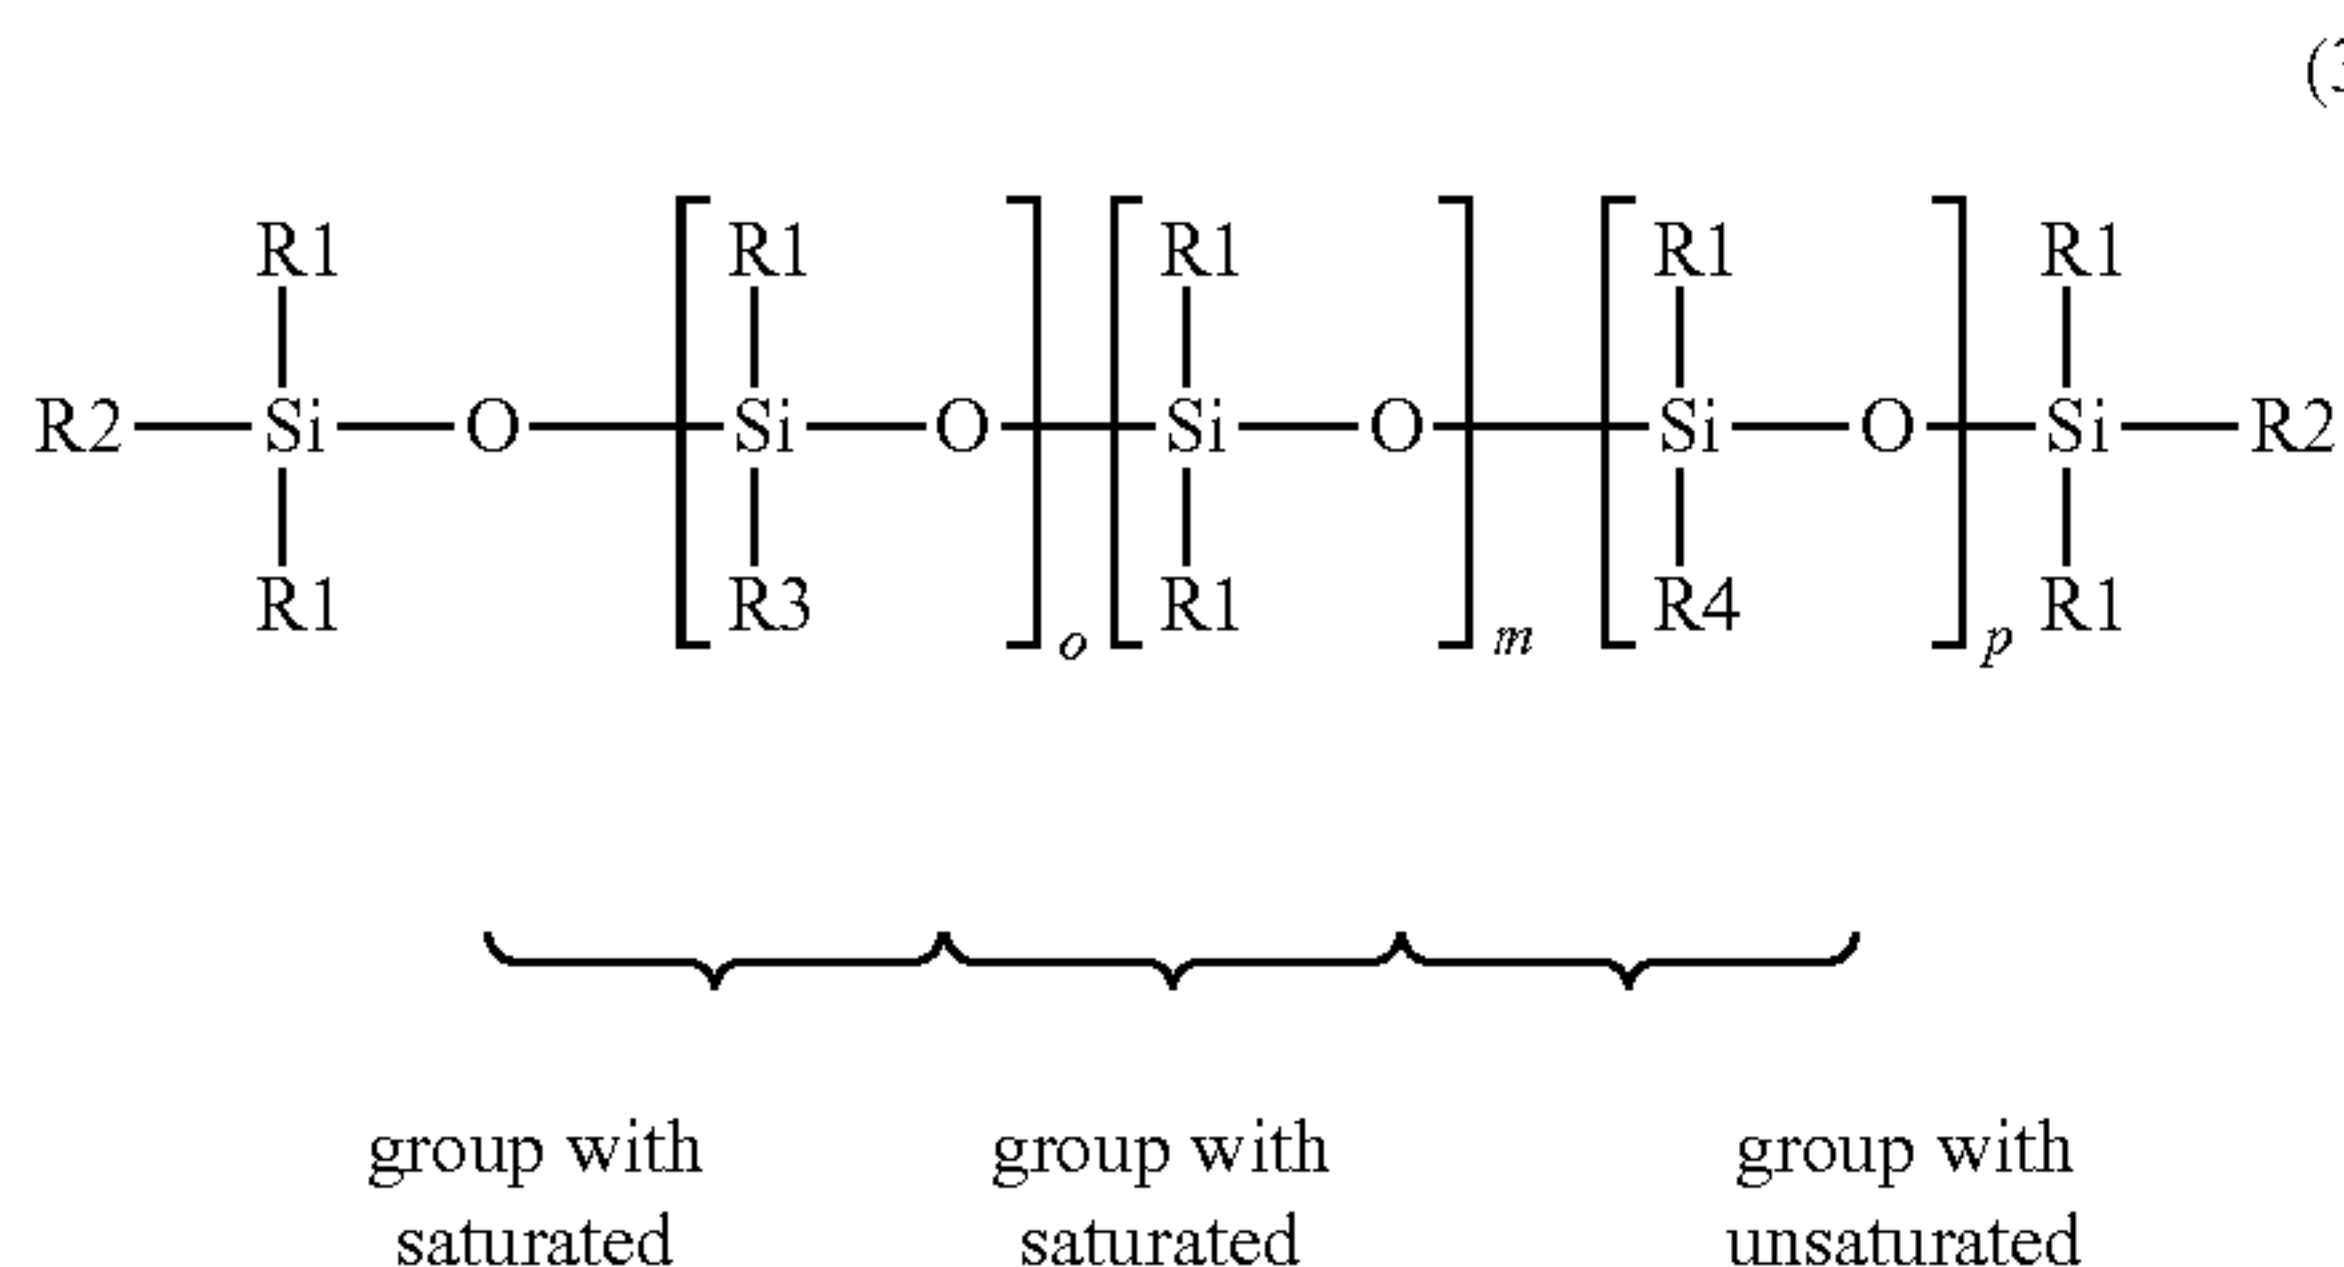 (3
R1 R1 R1 R1 R1
R2 Si O Si O Si O Si O Si R2
R1 R3 R1 R4 R1
o m p
group with group with group with
saturated saturated unsaturated